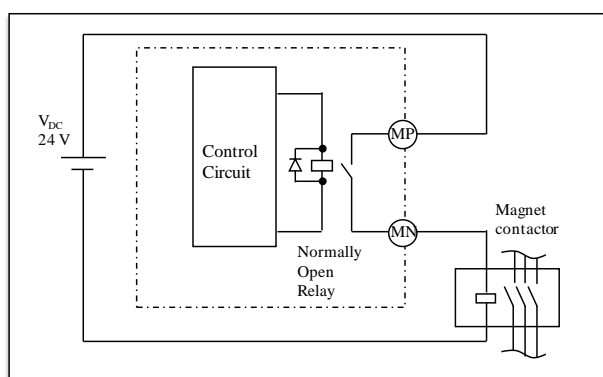 V_DC
24 V
Control
Circuit
MP
MN
Normally
Open
Relay
Magnet
contactor